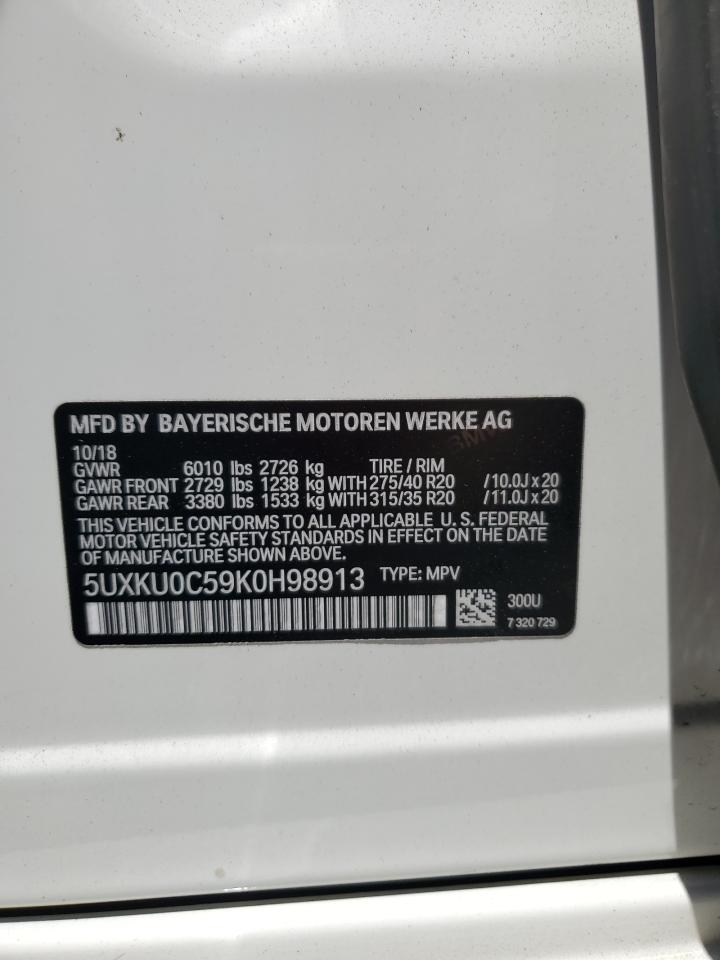 MFD BY BAYERISCHE MOTOREN WERKE AG
10/18
GVWR 6010 lbs 2726 kg TIRE / RIM
GAWR FRONT 2729 lbs 1238 kg WITH 275/40 R20 /10.0J x 20
GAWR REAR 3380 lbs 1533 kg WITH 315/35 R20 /11.0J x 20
THIS VEHICLE CONFORMS TO ALL APPLICABLE U. S. FEDERAL
MOTOR VEHICLE SAFETY STANDARDS IN EFFECT ON THE DATE
OF MANUFACTURE SHOWN ABOVE.
5UXKU0C59K0H98913 TYPE: MPV
300U
7 320 729